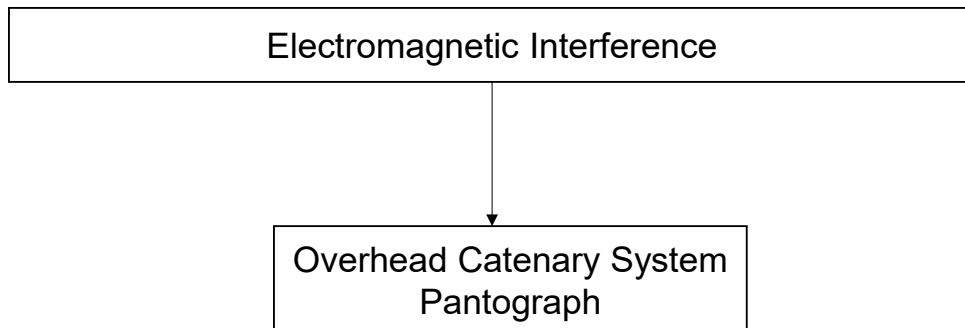 Electromagnetic Interference
Overhead Catenary System
Pantograph